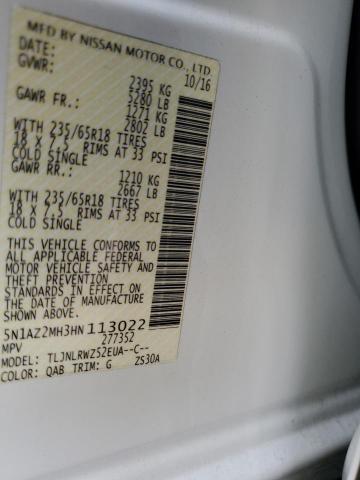 MFD BY NISSAN MOTOR CO., LTD.
DATE: 10/16
GVWR: 2395 KG
5280 LB
GAWR FR.: 1271 KG
2802 LB
WITH 235/65R18 TIRES
18 X 7.5 RIMS AT 33 PSI
COLD SINGLE
GAWR RR.: 1210 KG
2667 LB
WITH 235/65R18 TIRES
18 X 7.5 RIMS AT 33 PSI
COLD SINGLE
THIS VEHICLE CONFORMS TO
ALL APPLICABLE FEDERAL
MOTOR VEHICLE SAFETY AND
THEFT PREVENTION
STANDARDS IN EFFECT ON
THE DATE OF MANUFACTURE
SHOWN ABOVE.
5N1AZ2MH3HN 113022
MPV 277352
MODEL: TLJNLRWZ52EUA--C--
COLOR: QAB TRIM: G ZS30A